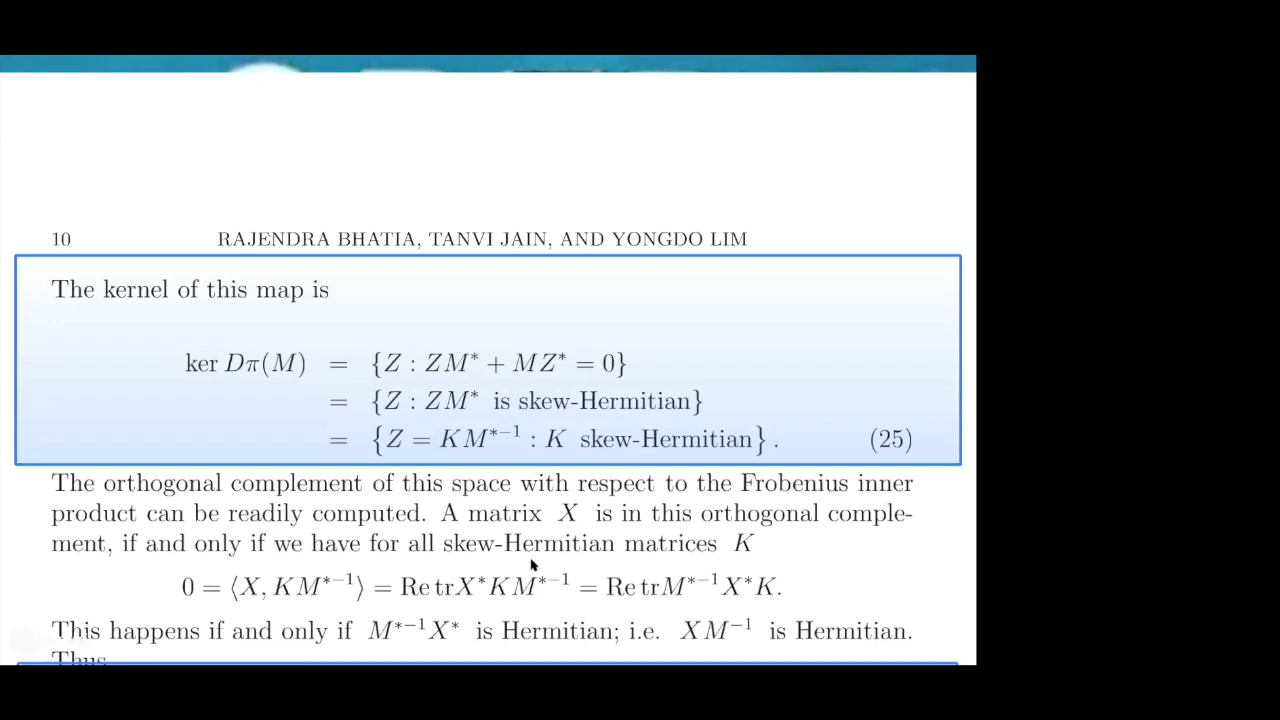 10 RAJENDRA BHATIA, TANVI JAIN, AND YONGDO LIM
The kernel of this map is
ker Dπ(M) = {Z : ZM* + MZ* = 0}
= {Z : ZM* is skew-Hermitian}
= {Z = KM*⁻¹ : K skew-Hermitian} . (25)
The orthogonal complement of this space with respect to the Frobenius inner
product can be readily computed. A matrix X is in this orthogonal comple-
ment, if and only if we have for all skew-Hermitian matrices K
0 = ⟨X, KM*⁻¹⟩ = Re trX*KM*⁻¹ = Re trM*⁻¹X*K.
This happens if and only if M*⁻¹X* is Hermitian; i.e. XM⁻¹ is Hermitian.
Thus